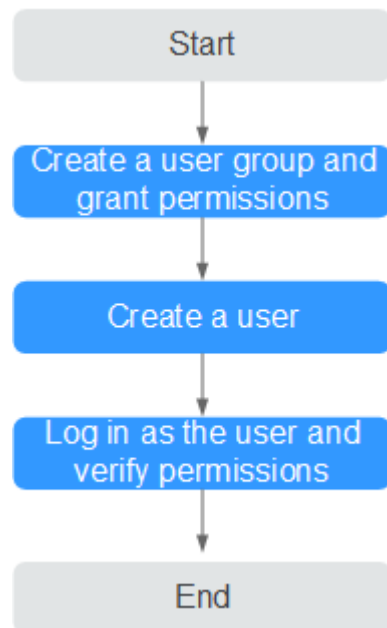 Start
Create a user group and
grant permissions
Create a user
Log in as the user and
verify permissions
End